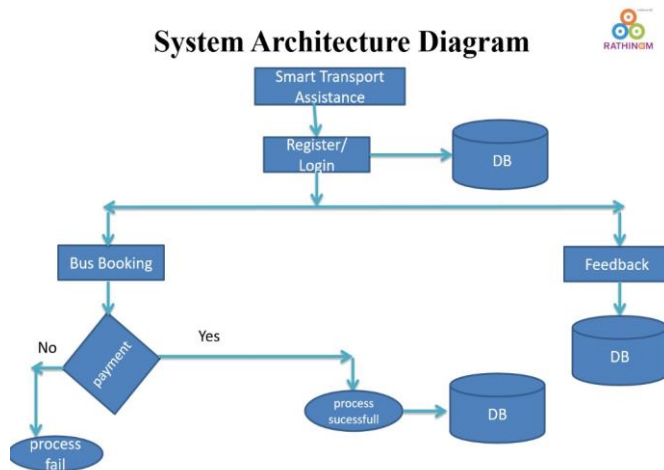 System Architecture Diagram
RATHINAM
Smart Transport
Assistance
Register/
Login
DB
Bus Booking
Feedback
No
payment
Yes
DB
process
sucessfull
DB
process
fail